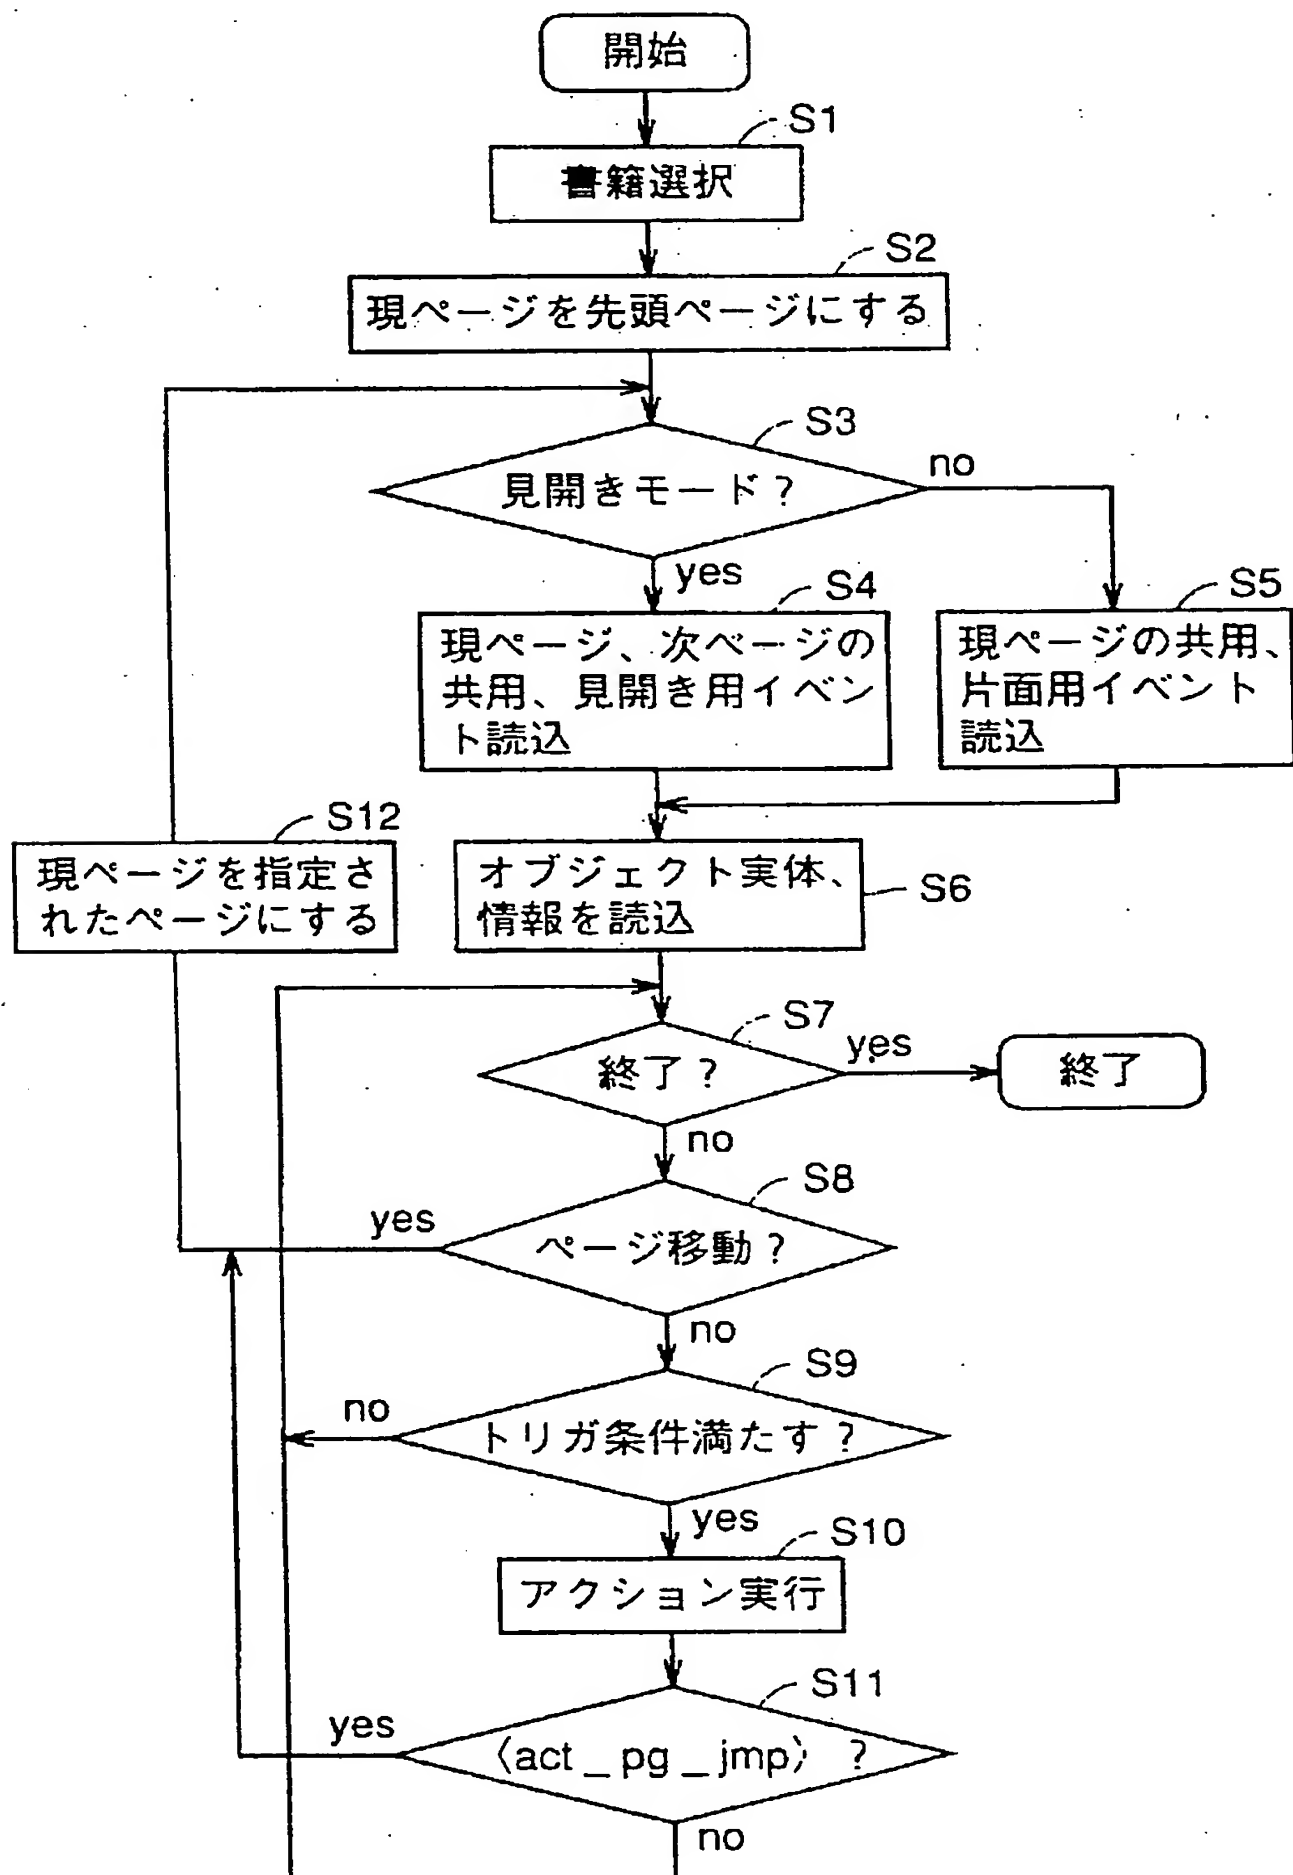 開始
S1
書籍選択
S2
現ページを先頭ページにする
S3
見開きモード?
no
yes
S4
現ページ、次ページの
共用、見開き用イベン
ト読込
S5
現ページの共用、
片面用イベント
読込
S12
現ページを指定さ
れたページにする
オブジェクト実体、
情報を読込
S6
S7
終了?
yes
終了
no
S8
yes
ページ移動?
no
S9
no
トリガ条件満たす?
yes
S10
アクション実行
S11
yes
〈act_pg_jmp〉?
no